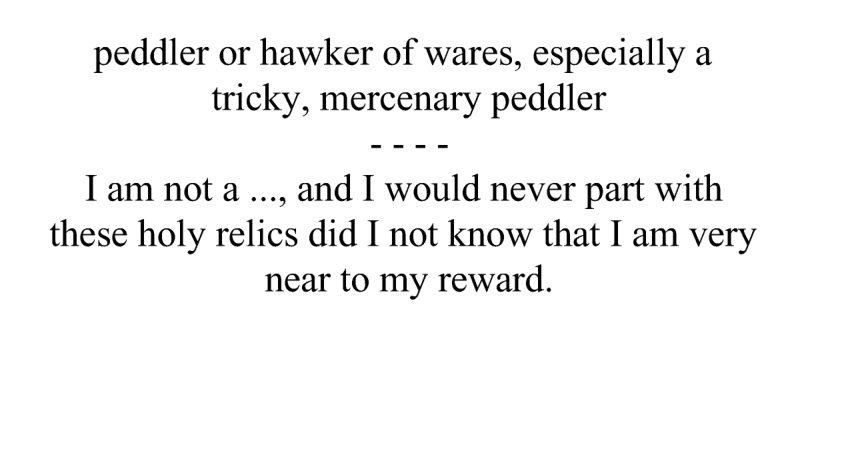 peddler or hawker of wares, especially a
tricky, mercenary peddler
- - - -
I am not a ..., and I would never part with
these holy relics did I not know that I am very
near to my reward.